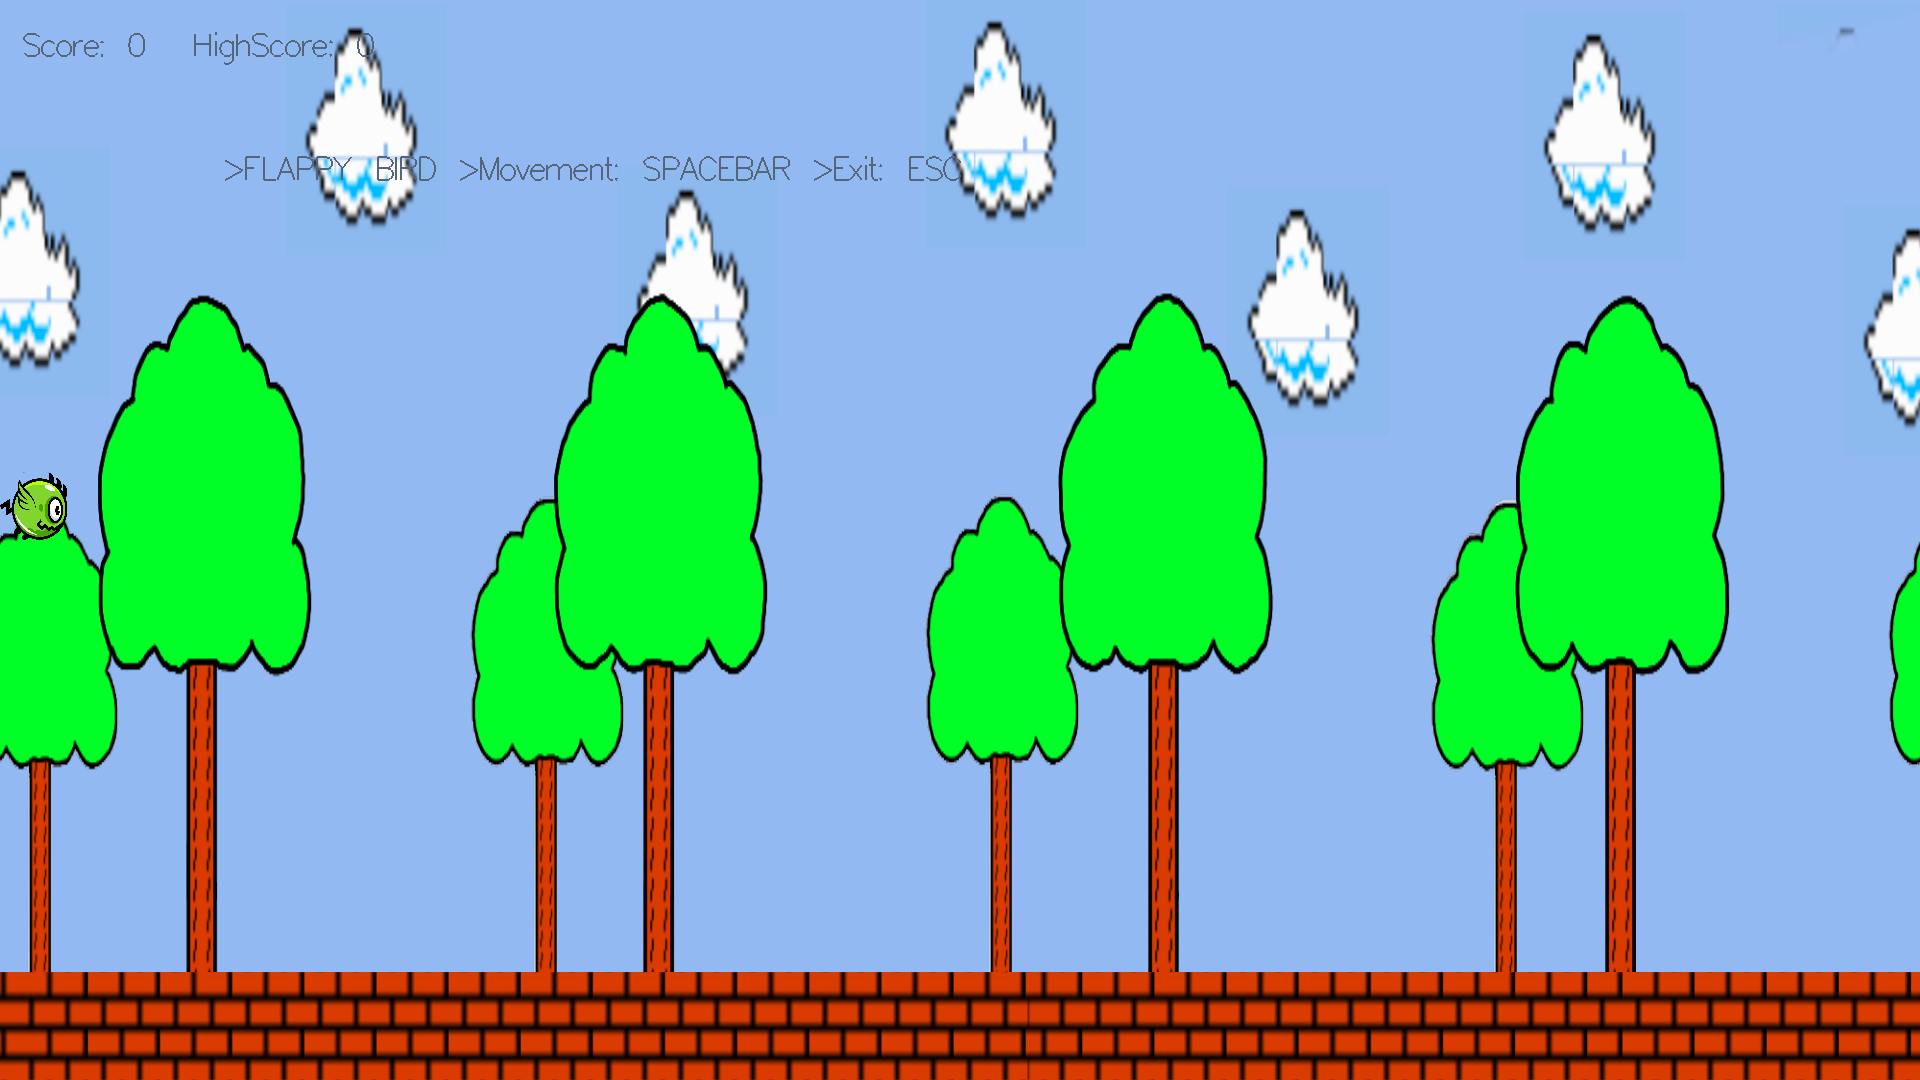 Score: 0 HighScore: 0
>FLAPPY BIRD >Movement: SPACEBAR >Exit: ESC